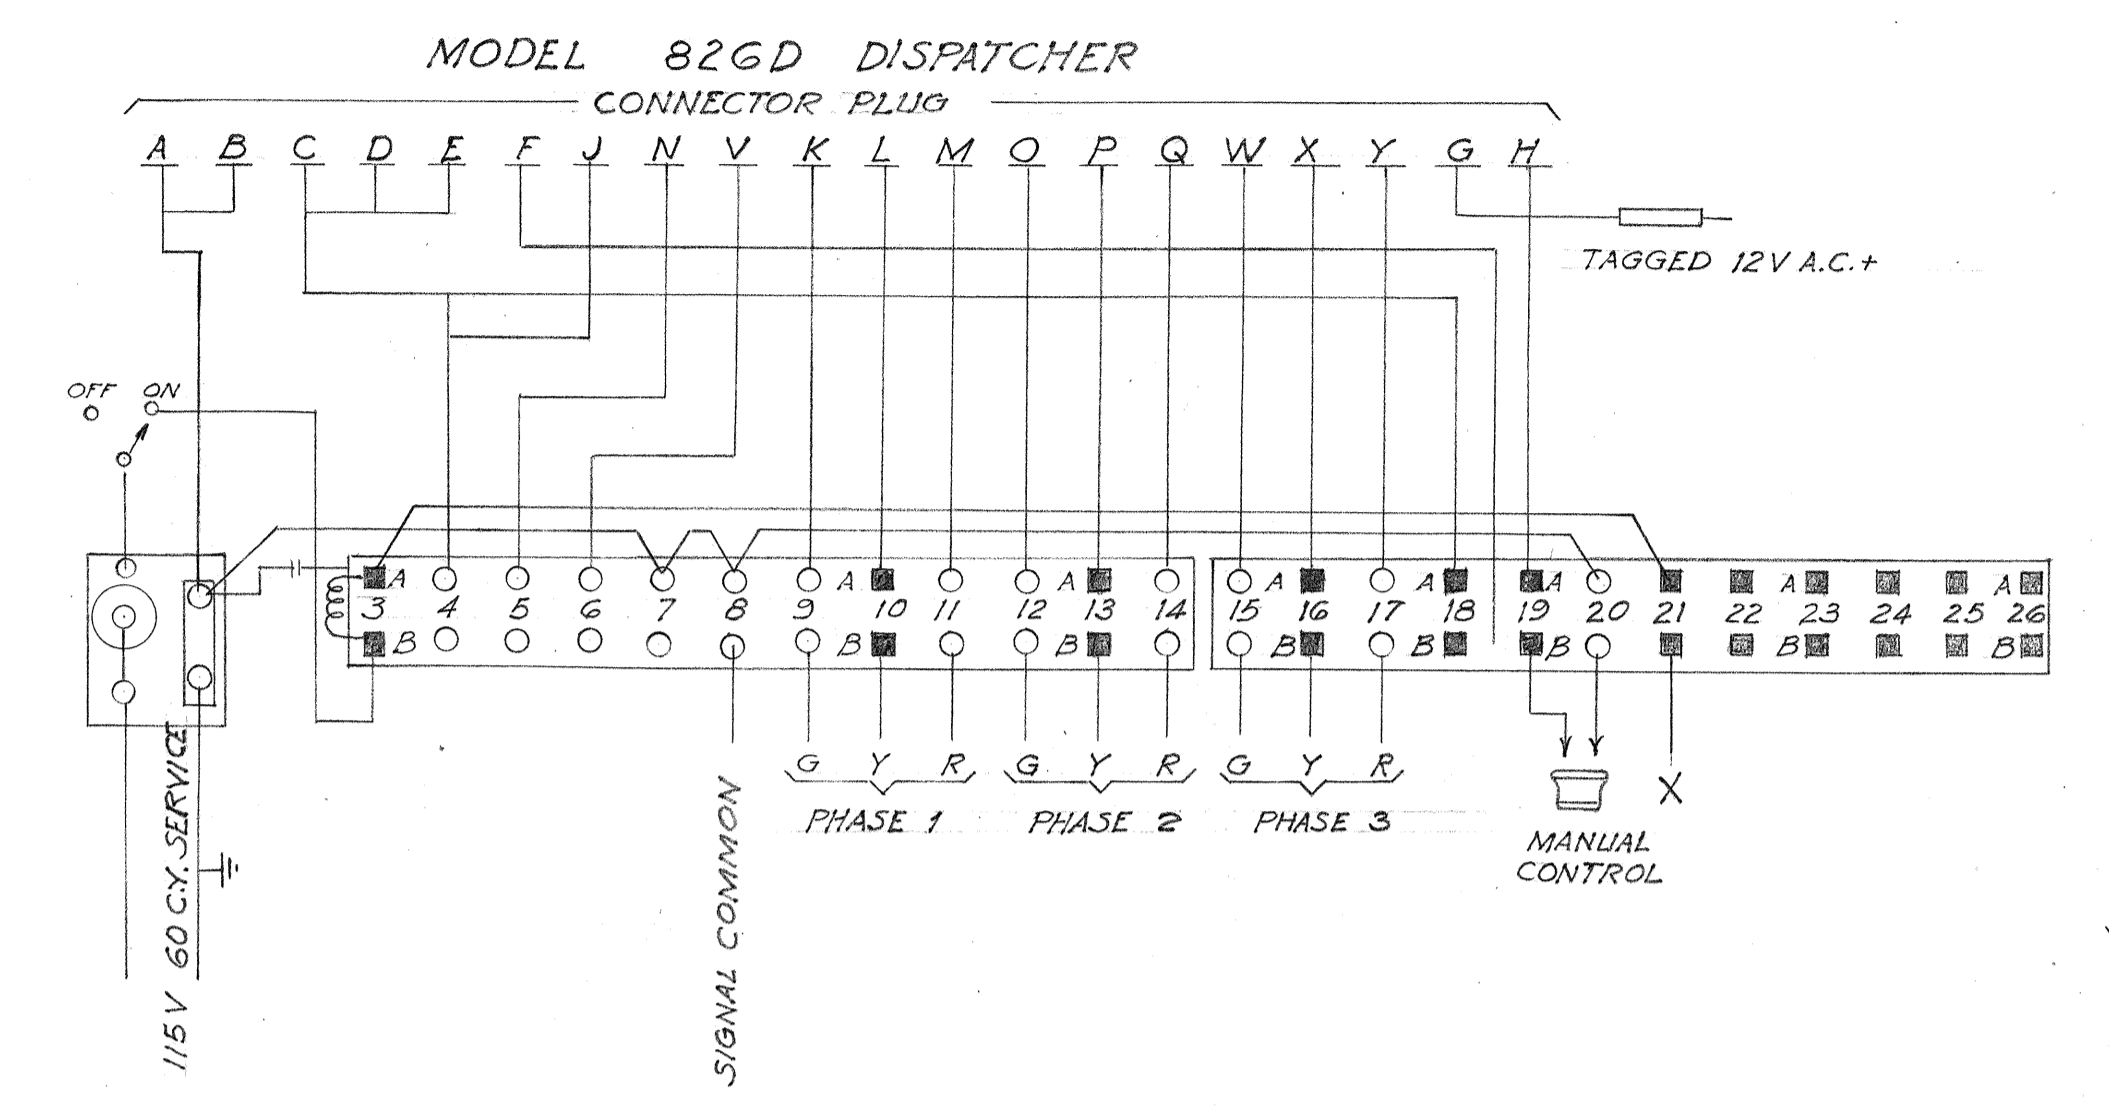 MODEL 826D DISPATCHER
CONNECTOR PLUG
A B C D E F J N V K L M O P Q W X Y G H
TAGGED 12V A.C.+
OFF ON
A A A A A A A A
3 4 5 6 7 8 9 10 11 12 13 14 15 16 17 18 19 20 21 22 23 24 25 26
B B B B B B B B
G Y R G Y R G Y R
PHASE 1 PHASE 2 PHASE 3
X
MANUAL
CONTROL
115V 60 CY. SERVICE
SIGNAL COMMON